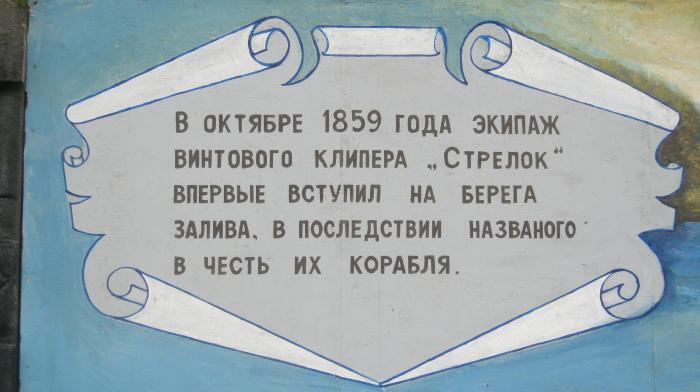 В ОКТЯБРЕ 1859 ГОДА ЭКИПАЖ
ВИНТОВОГО КЛИПЕРА „СТРЕЛОК“
ВПЕРВЫЕ ВСТУПИЛ НА БЕРЕГА
ЗАЛИВА, В ПОСЛЕДСТВИИ НАЗВАНОГО
В ЧЕСТЬ ИХ КОРАБЛЯ.